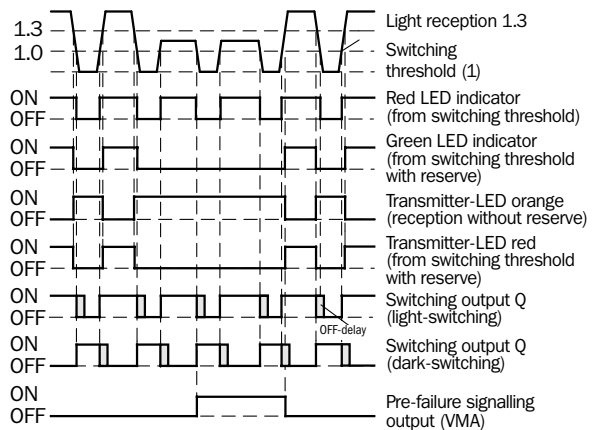 1.3
1.0
Light reception 1.3
Switching
threshold (1)
ON
OFF
Red LED indicator
(from switching threshold)
ON
OFF
Green LED indicator
(from switching threshold
with reserve)
ON
OFF
Transmitter-LED orange
(reception without reserve)
ON
OFF
Transmitter-LED red
(from switching threshold
with reserve)
ON
OFF
OFF-delay
Switching output Q
(light-switching)
ON
OFF
Switching output Q
(dark-switching)
ON
OFF
Pre-failure signalling
output (VMA)